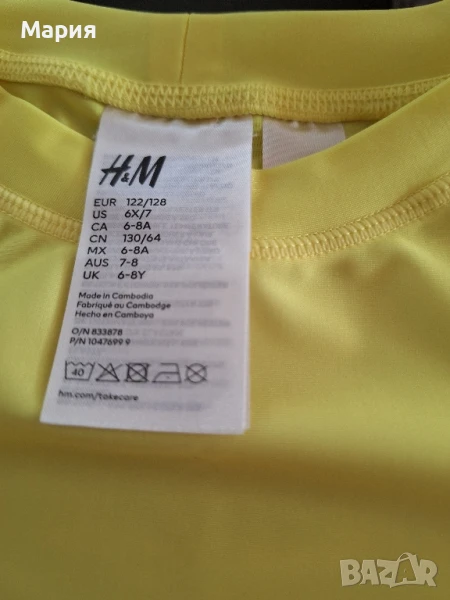 Мария
H&M
EUR 122/128
US 6X/7
CA 6-8A
CN 130/64
MX 6-8A
AUS 7-8
UK 6-8Y
Made in Cambodia
Fabriqué au Cambodge
Hecho en Camboya
O/N 833878
P/N 1047699 9
40
hm.com/takecare
BAZAR